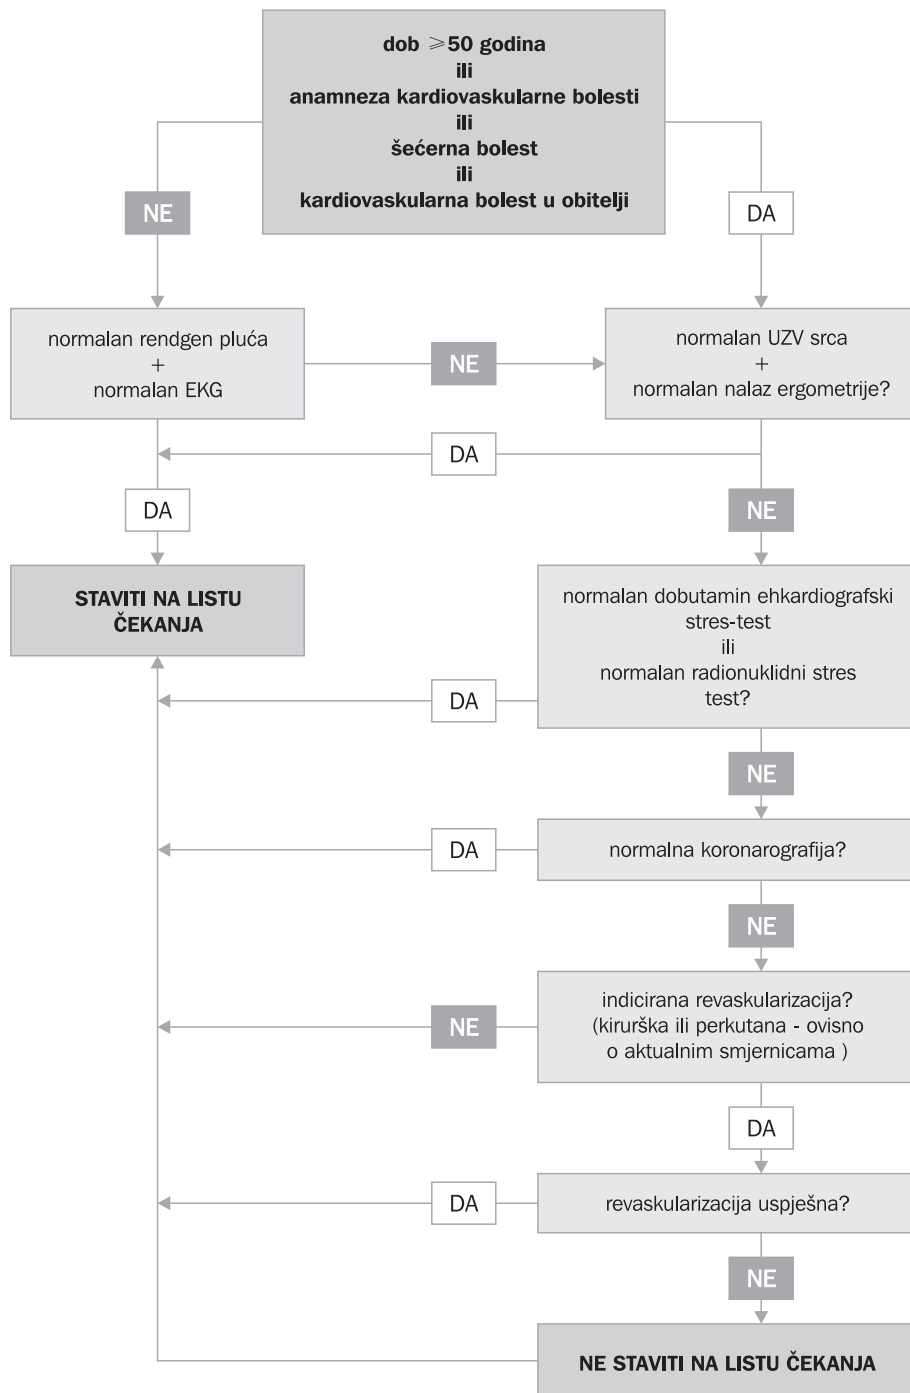 dob ⩾50 godina
ili
anamneza kardiovaskularne bolesti
ili
šećerna bolest
ili
kardiovaskularna bolest u obitelji
NE
DA
normalan rendgen pluća
+
normalan EKG
NE
normalan UZV srca
+
normalan nalaz ergometrije?
DA
DA
NE
STAVITI NA LISTU
ČEKANJA
normalan dobutamin ehkardiografski
stres-test
ili
normalan radionuklidni stres
test?
DA
NE
DA
normalna koronarografija?
NE
NE
indicirana revaskularizacija?
(kirurška ili perkutana - ovisno
o aktualnim smjernicama )
DA
DA
revaskularizacija uspješna?
NE
NE STAVITI NA LISTU ČEKANJA